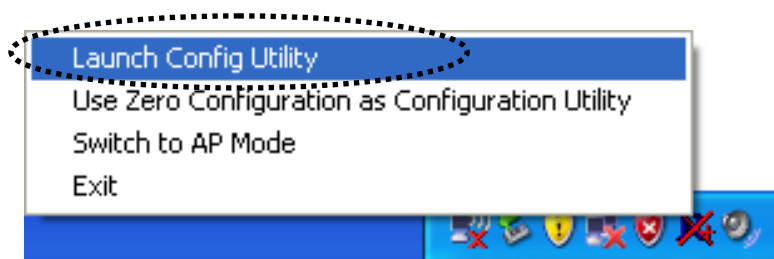 Launch Config Utility
Use Zero Configuration as Configuration Utility
Switch to AP Mode
Exit